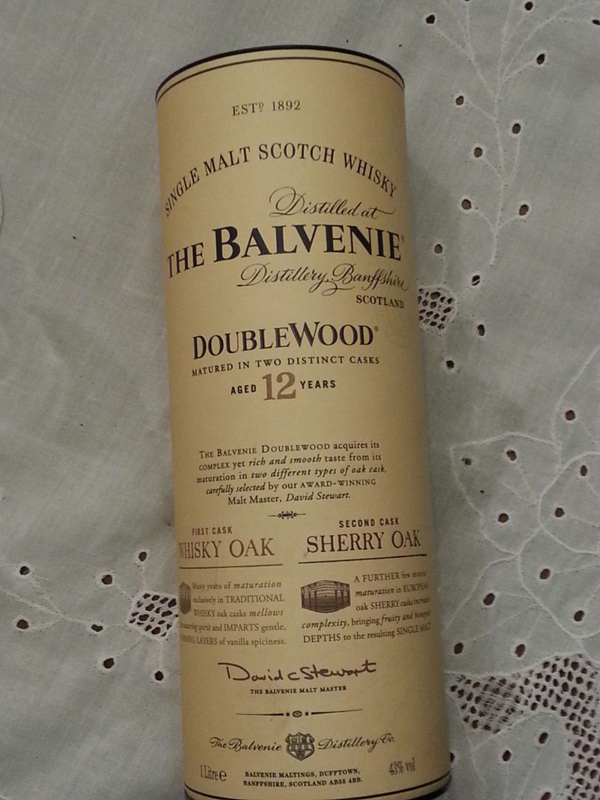 ESTD 1892
SINGLE MALT SCOTCH WHISKY
Distilled at
THE BALVENIE®
Distillery, Banffshire
SCOTLAND
DOUBLEWOOD®
MATURED IN TWO DISTINCT CASKS
AGED 12 YEARS
THE BALVENIE DOUBLEWOOD acquires its
COMPLEX yet rich and smooth taste from its
maturation in two different types of oak cask,
carefully selected by our AWARD-WINNING
Malt Master, David Stewart.
FIRST CASK
WHISKY OAK
Many years of maturation
exclusively in TRADITIONAL
WHISKY oak casks mellows
spirit and IMPARTS gentle,
LAYERS of vanilla spiciness.
SECOND CASK
SHERRY OAK
A FURTHER few months
maturation in EUROPEAN
oak SHERRY casks
complexity, bringing fruity and honeyed
DEPTHS to the resulting SINGLE MALT
David C Stewart
THE BALVENIE MALT MASTER
The Balvenie Distillery Co.
1 Litre e
BALVENIE MALTINGS, DUFFTOWN,
BANFFSHIRE, SCOTLAND AB55 4BB.
43% vol